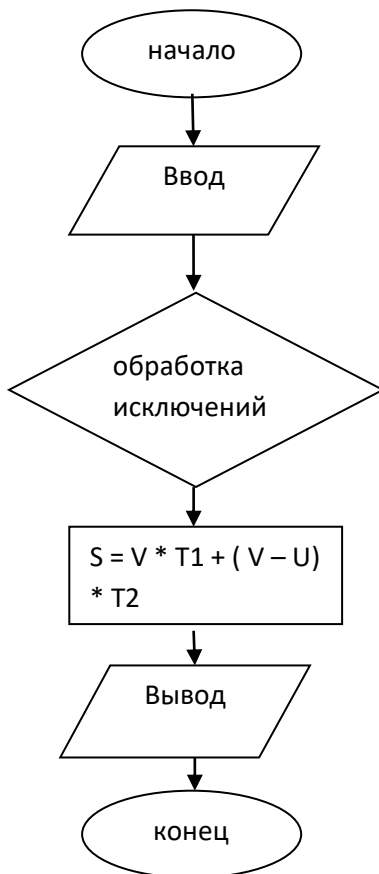 начало
Ввод
обработка
исключений
S = V * T1 + ( V – U)
* T2
Вывод
конец